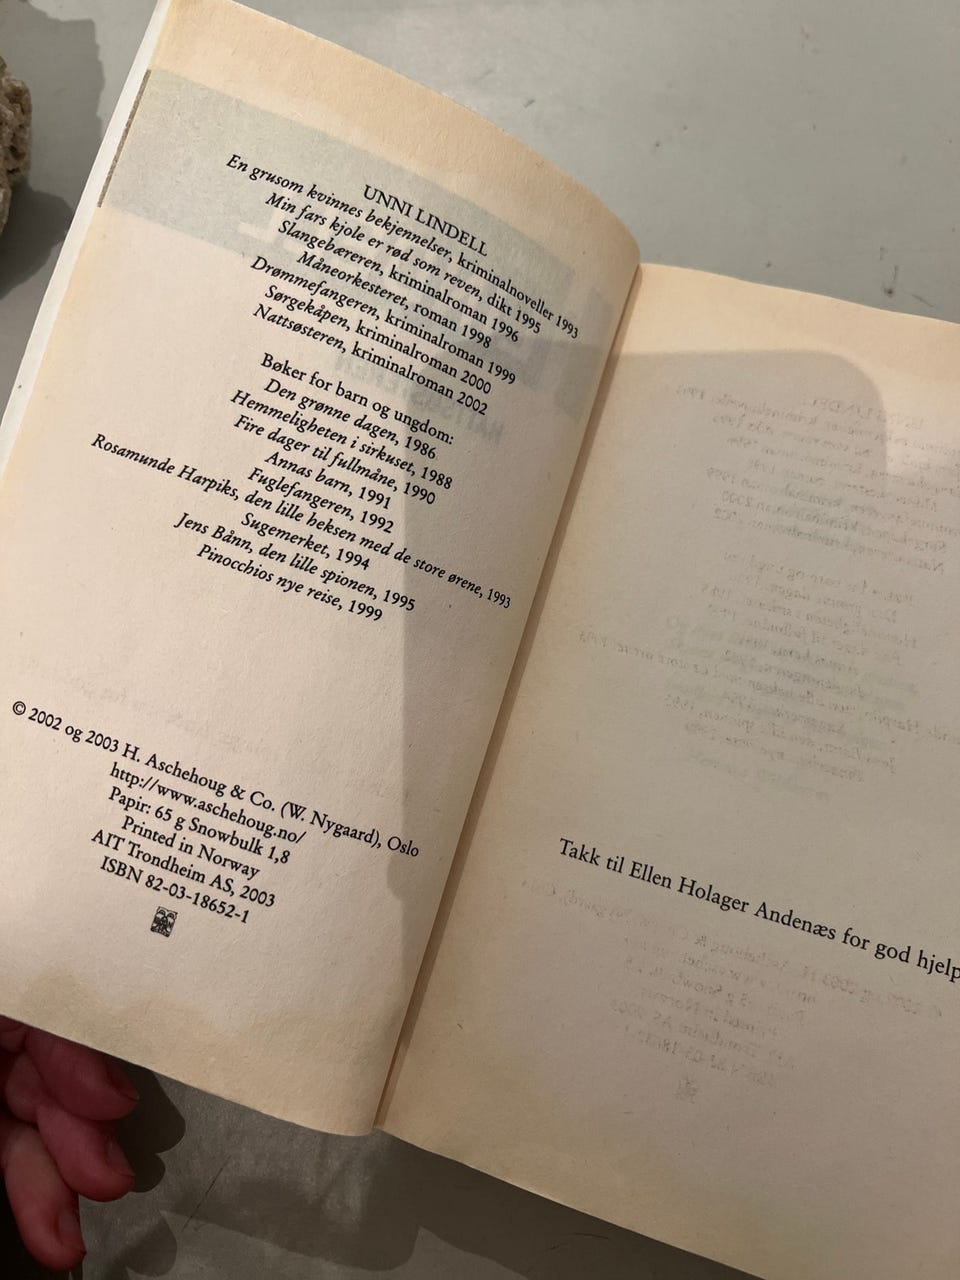 UNNI LINDELL
En grusom kvinnes bekjennelser, kriminalnoveller 1993
Min fars kjole er rød som reven, dikt 1995
Slangebæreren, kriminalroman 1996
Måneorkesteret, roman 1998
Drømmefangeren, kriminalroman 1999
Sørgekåpen, kriminalroman 2000
Nattsøsteren, kriminalroman 2002
Bøker for barn og ungdom:
Den grønne dagen, 1986
Hemmeligheten i sirkuset, 1988
Fire dager til fullmåne, 1990
Annas barn, 1991
Fuglefangeren, 1992
Rosamunde Harpiks, den lille heksen med de store ørene, 1993
Sugemerket, 1994
Jens Bånn, den lille spionen, 1995
Pinocchios nye reise, 1999
© 2002 og 2003 H. Aschehoug & Co. (W. Nygaard), Oslo
http://www.aschehoug.no/
Papir: 65 g Snowbulk 1,8
Printed in Norway
AIT Trondheim AS, 2003
ISBN 82-03-18652-1
Takk til Ellen Holager Andenæs for god hjelp